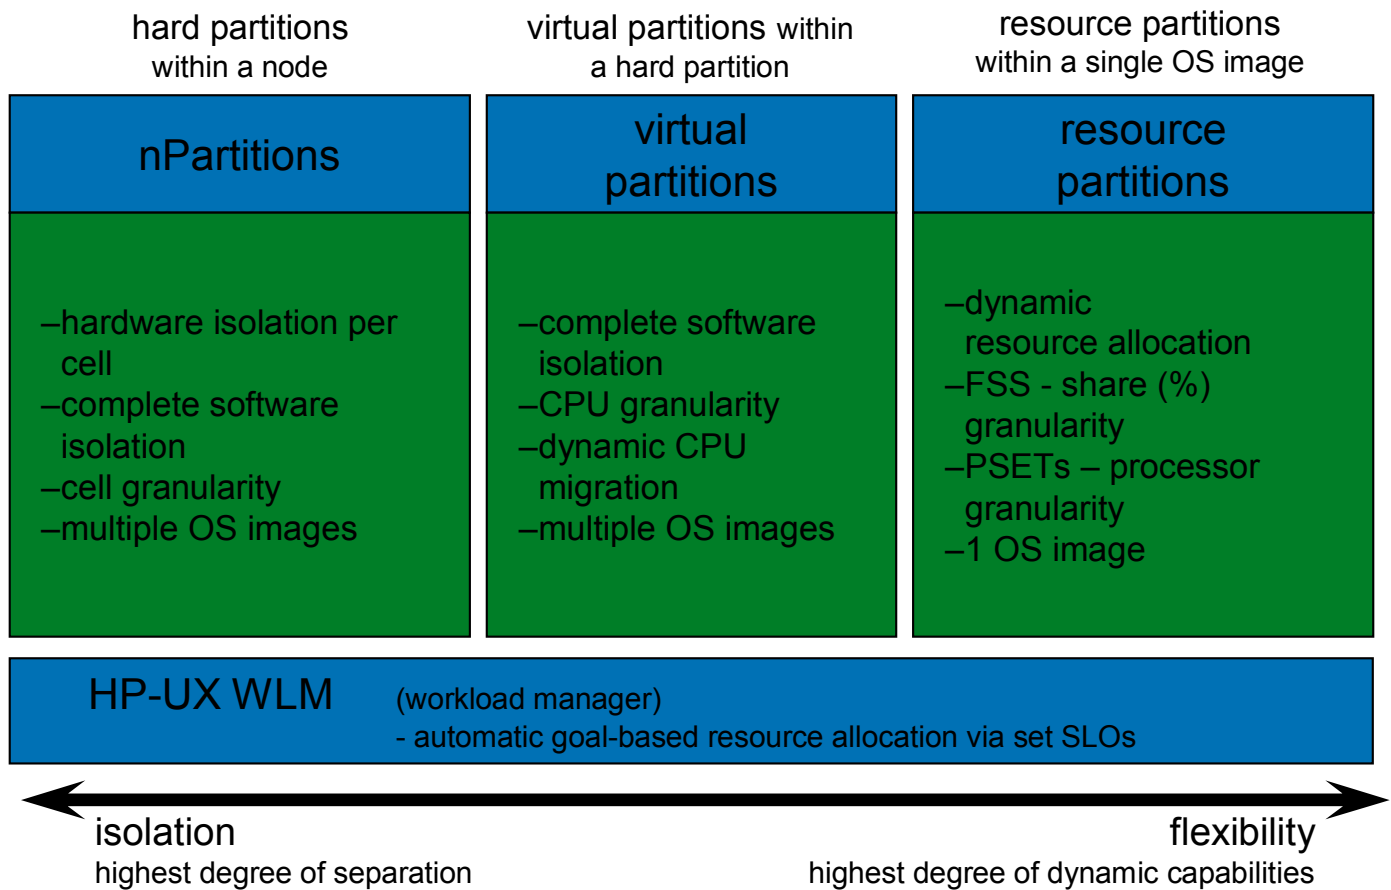 hard partitions
within a node
virtual partitions within
a hard partition
resource partitions
within a single OS image
nPartitions
virtual
partitions
resource
partitions
–hardware isolation per
cell
–complete software
isolation
–cell granularity
–multiple OS images
–complete software
isolation
–CPU granularity
–dynamic CPU
migration
–multiple OS images
–dynamic
resource allocation
–FSS - share (%)
granularity
–PSETs – processor
granularity
–1 OS image
HP-UX WLM (workload manager)
- automatic goal-based resource allocation via set SLOs
isolation
highest degree of separation
flexibility
highest degree of dynamic capabilities